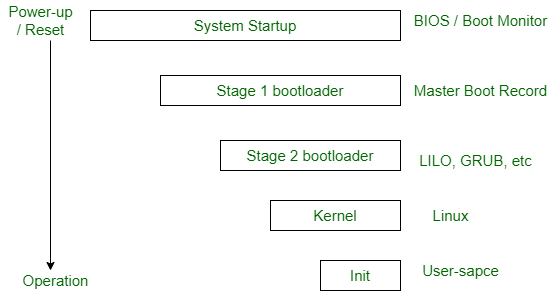 Power-up
/ Reset
System Startup
BIOS / Boot Monitor
Stage 1 bootloader
Master Boot Record
Stage 2 bootloader
LILO, GRUB, etc
Kernel
Linux
Operation
Init
User-sapce